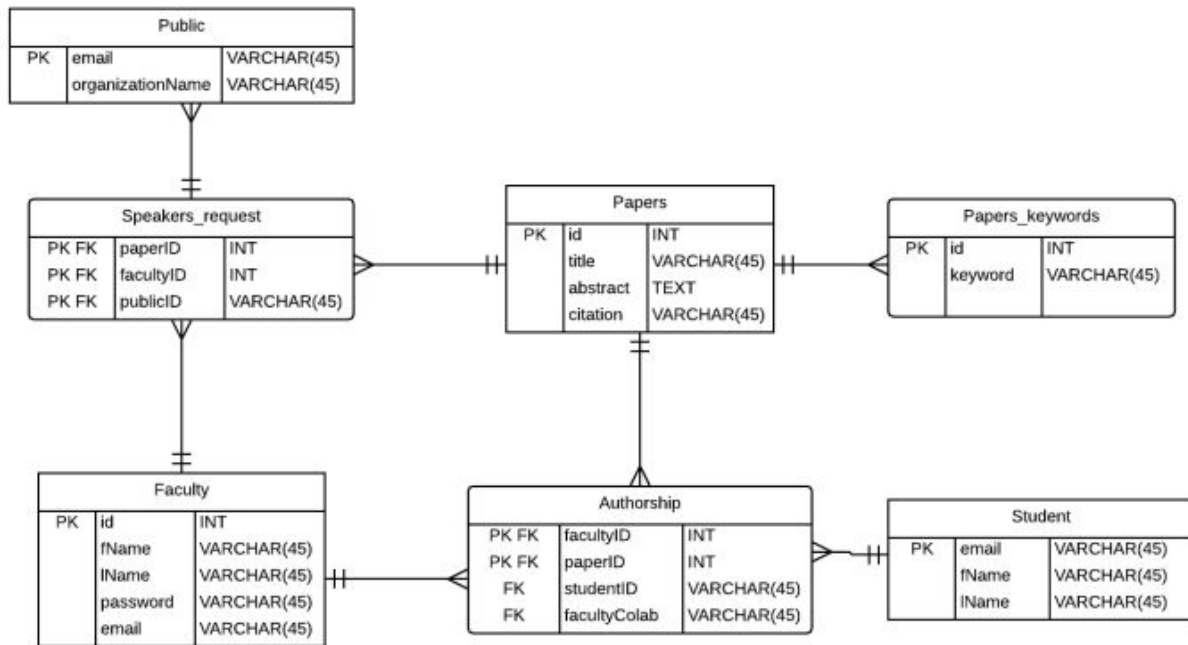 Public
PK email VARCHAR(45)
organizationName VARCHAR(45)
Speakers_request
PK FK paperID INT
PK FK facultyID INT
PK FK publicID VARCHAR(45)
Papers
PK id INT
title VARCHAR(45)
abstract TEXT
citation VARCHAR(45)
Papers_keywords
PK id INT
keyword VARCHAR(45)
Faculty
PK id INT
fName VARCHAR(45)
lName VARCHAR(45)
password VARCHAR(45)
email VARCHAR(45)
Authorship
PK FK facultyID INT
PK FK paperID INT
FK studentID VARCHAR(45)
FK facultyColab VARCHAR(45)
Student
PK email VARCHAR(45)
fName VARCHAR(45)
lName VARCHAR(45)